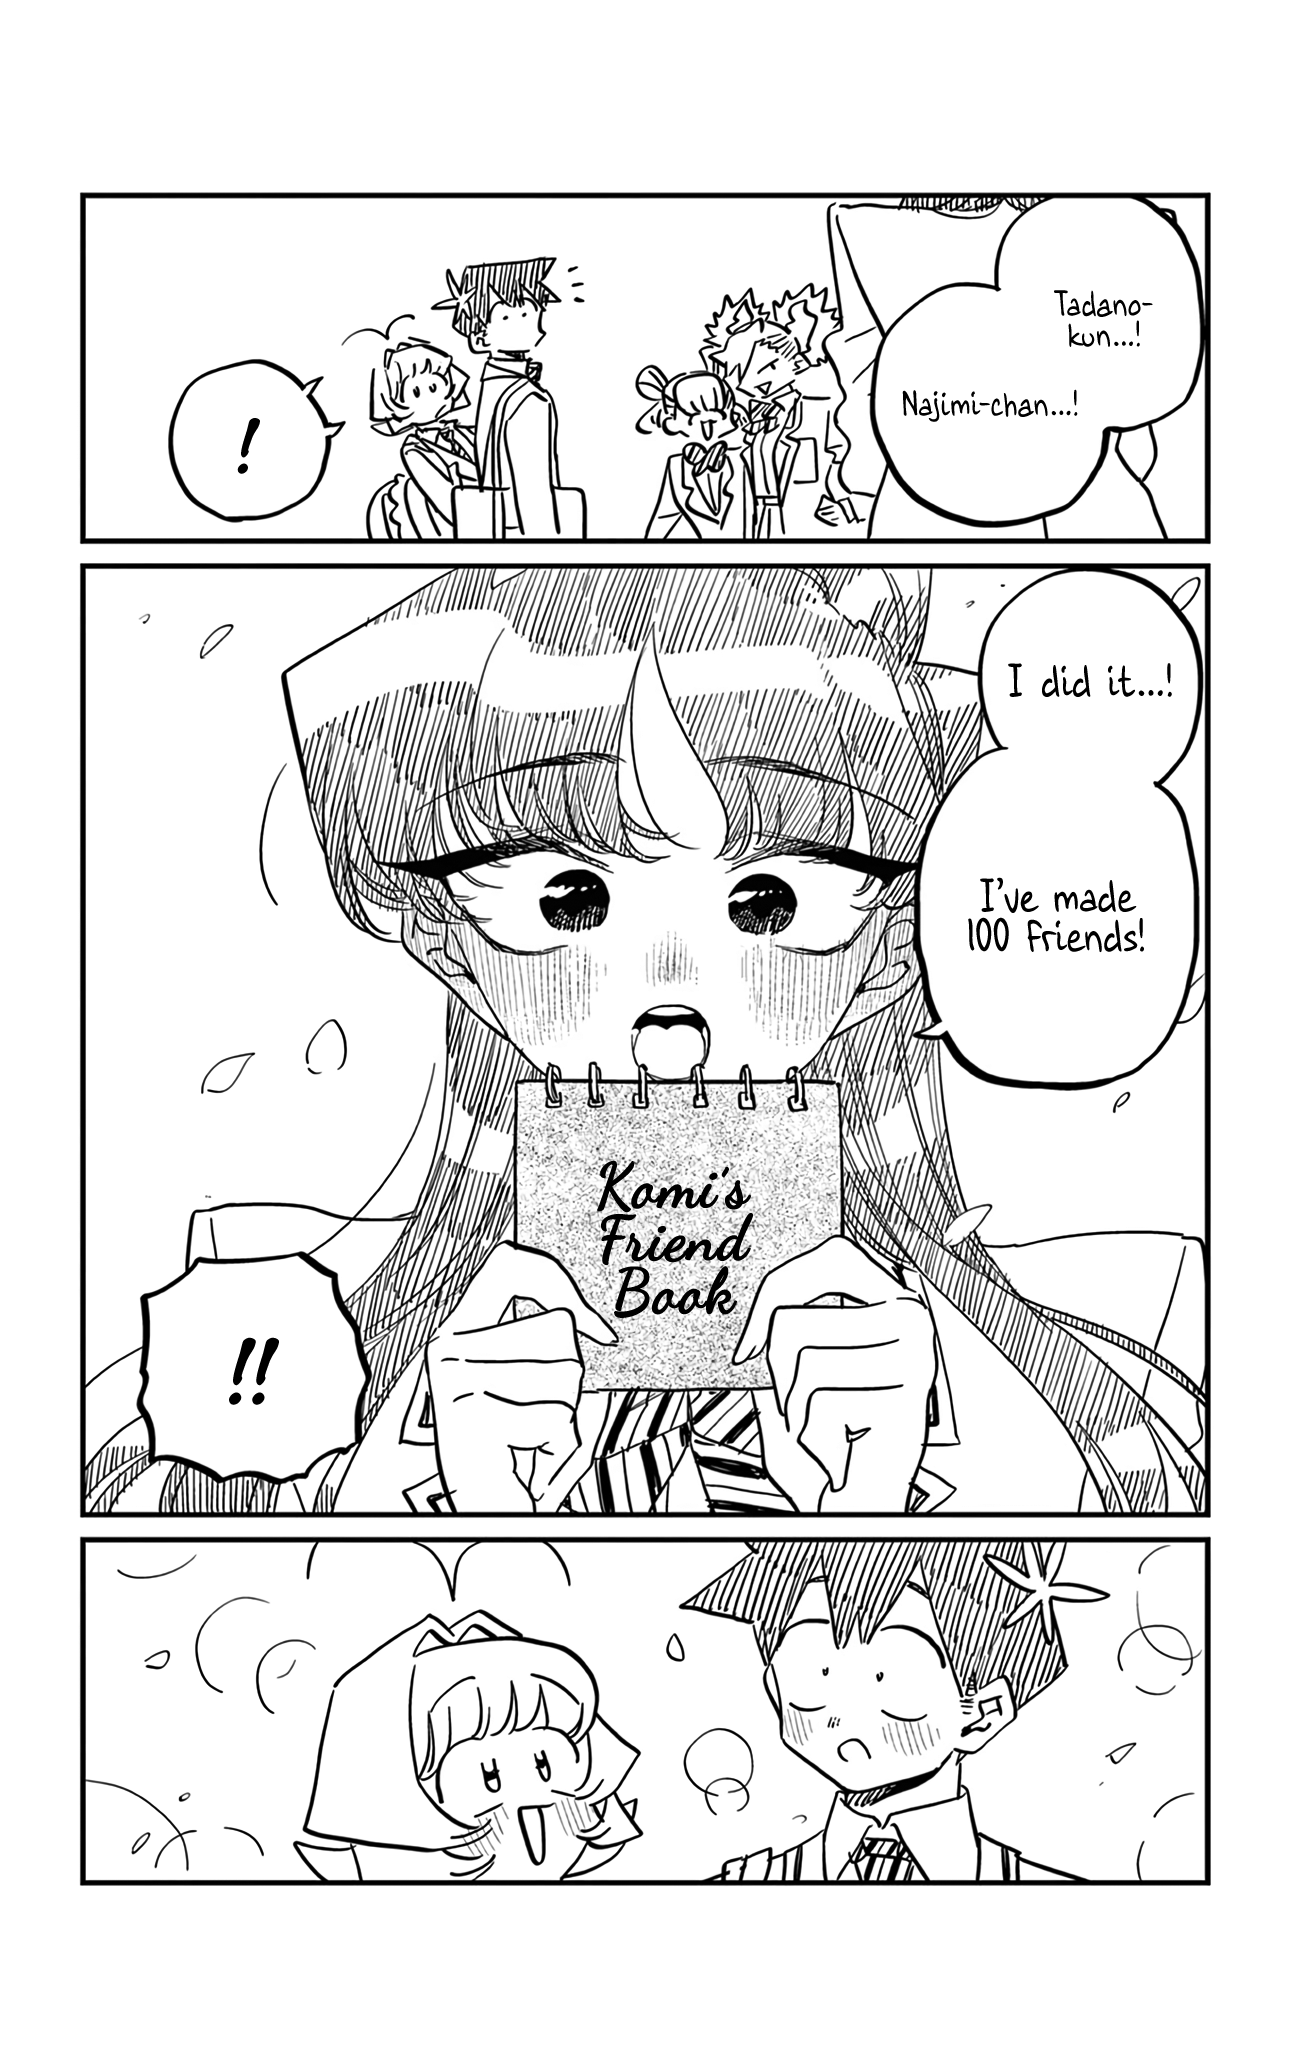 Tadano-
kun...!
Najimi-chan...!
!
I did it...!
I've made
100 friends!
Komi's
Friend
Book
!!